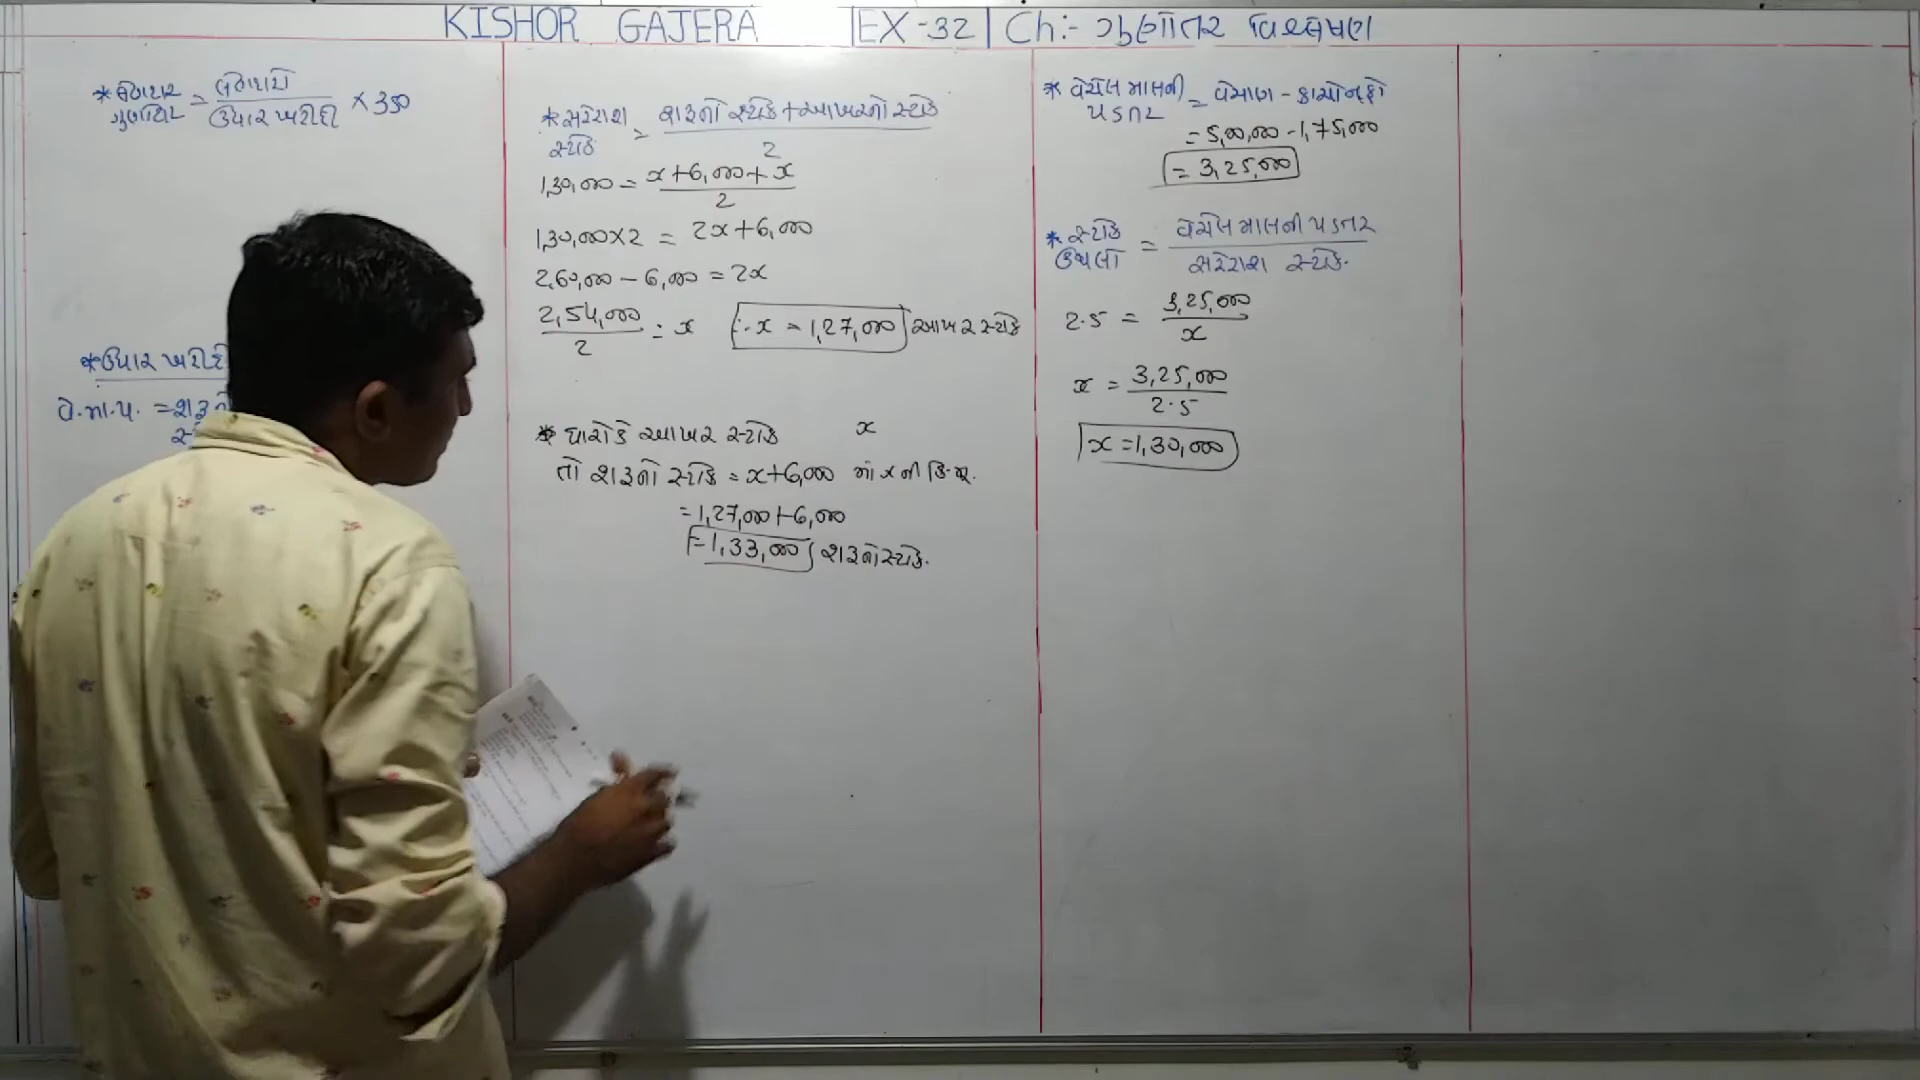 KISHOR GAJERA |EX-32| Ch:- ગુણોત્તર વિશ્લેષણ
= લેણદારો / ઉધાર ખરીદી × 360
* ઉધાર ખરીદી
વે.મા.પ. = શરૂનો
* સરેરાશ સ્ટોક = શરૂનો સ્ટોક + આખરનો સ્ટોક / 2
1,30,000 = x + 6,000 + x / 2
1,30,000 × 2 = 2x + 6,000
2,60,000 - 6,000 = 2x
2,54,000 / 2 = x ∴ x = 1,27,000 આખર સ્ટોક
* ધારોકે આખર સ્ટોક x
તો શરૂનો સ્ટોક = x + 6,000 માં x ની કિં.મૂ.
= 1,27,000 + 6,000
= 1,33,000 શરૂનો સ્ટોક.
* વેચેલ માલની પડતર = વેચાણ - કાચો નફો
= 5,00,000 - 1,75,000
= 3,25,000
* સ્ટોક ઉથલો = વેચેલ માલની પડતર / સરેરાશ સ્ટોક.
2.5 = 3,25,000 / x
x = 3,25,000 / 2.5
x = 1,30,000